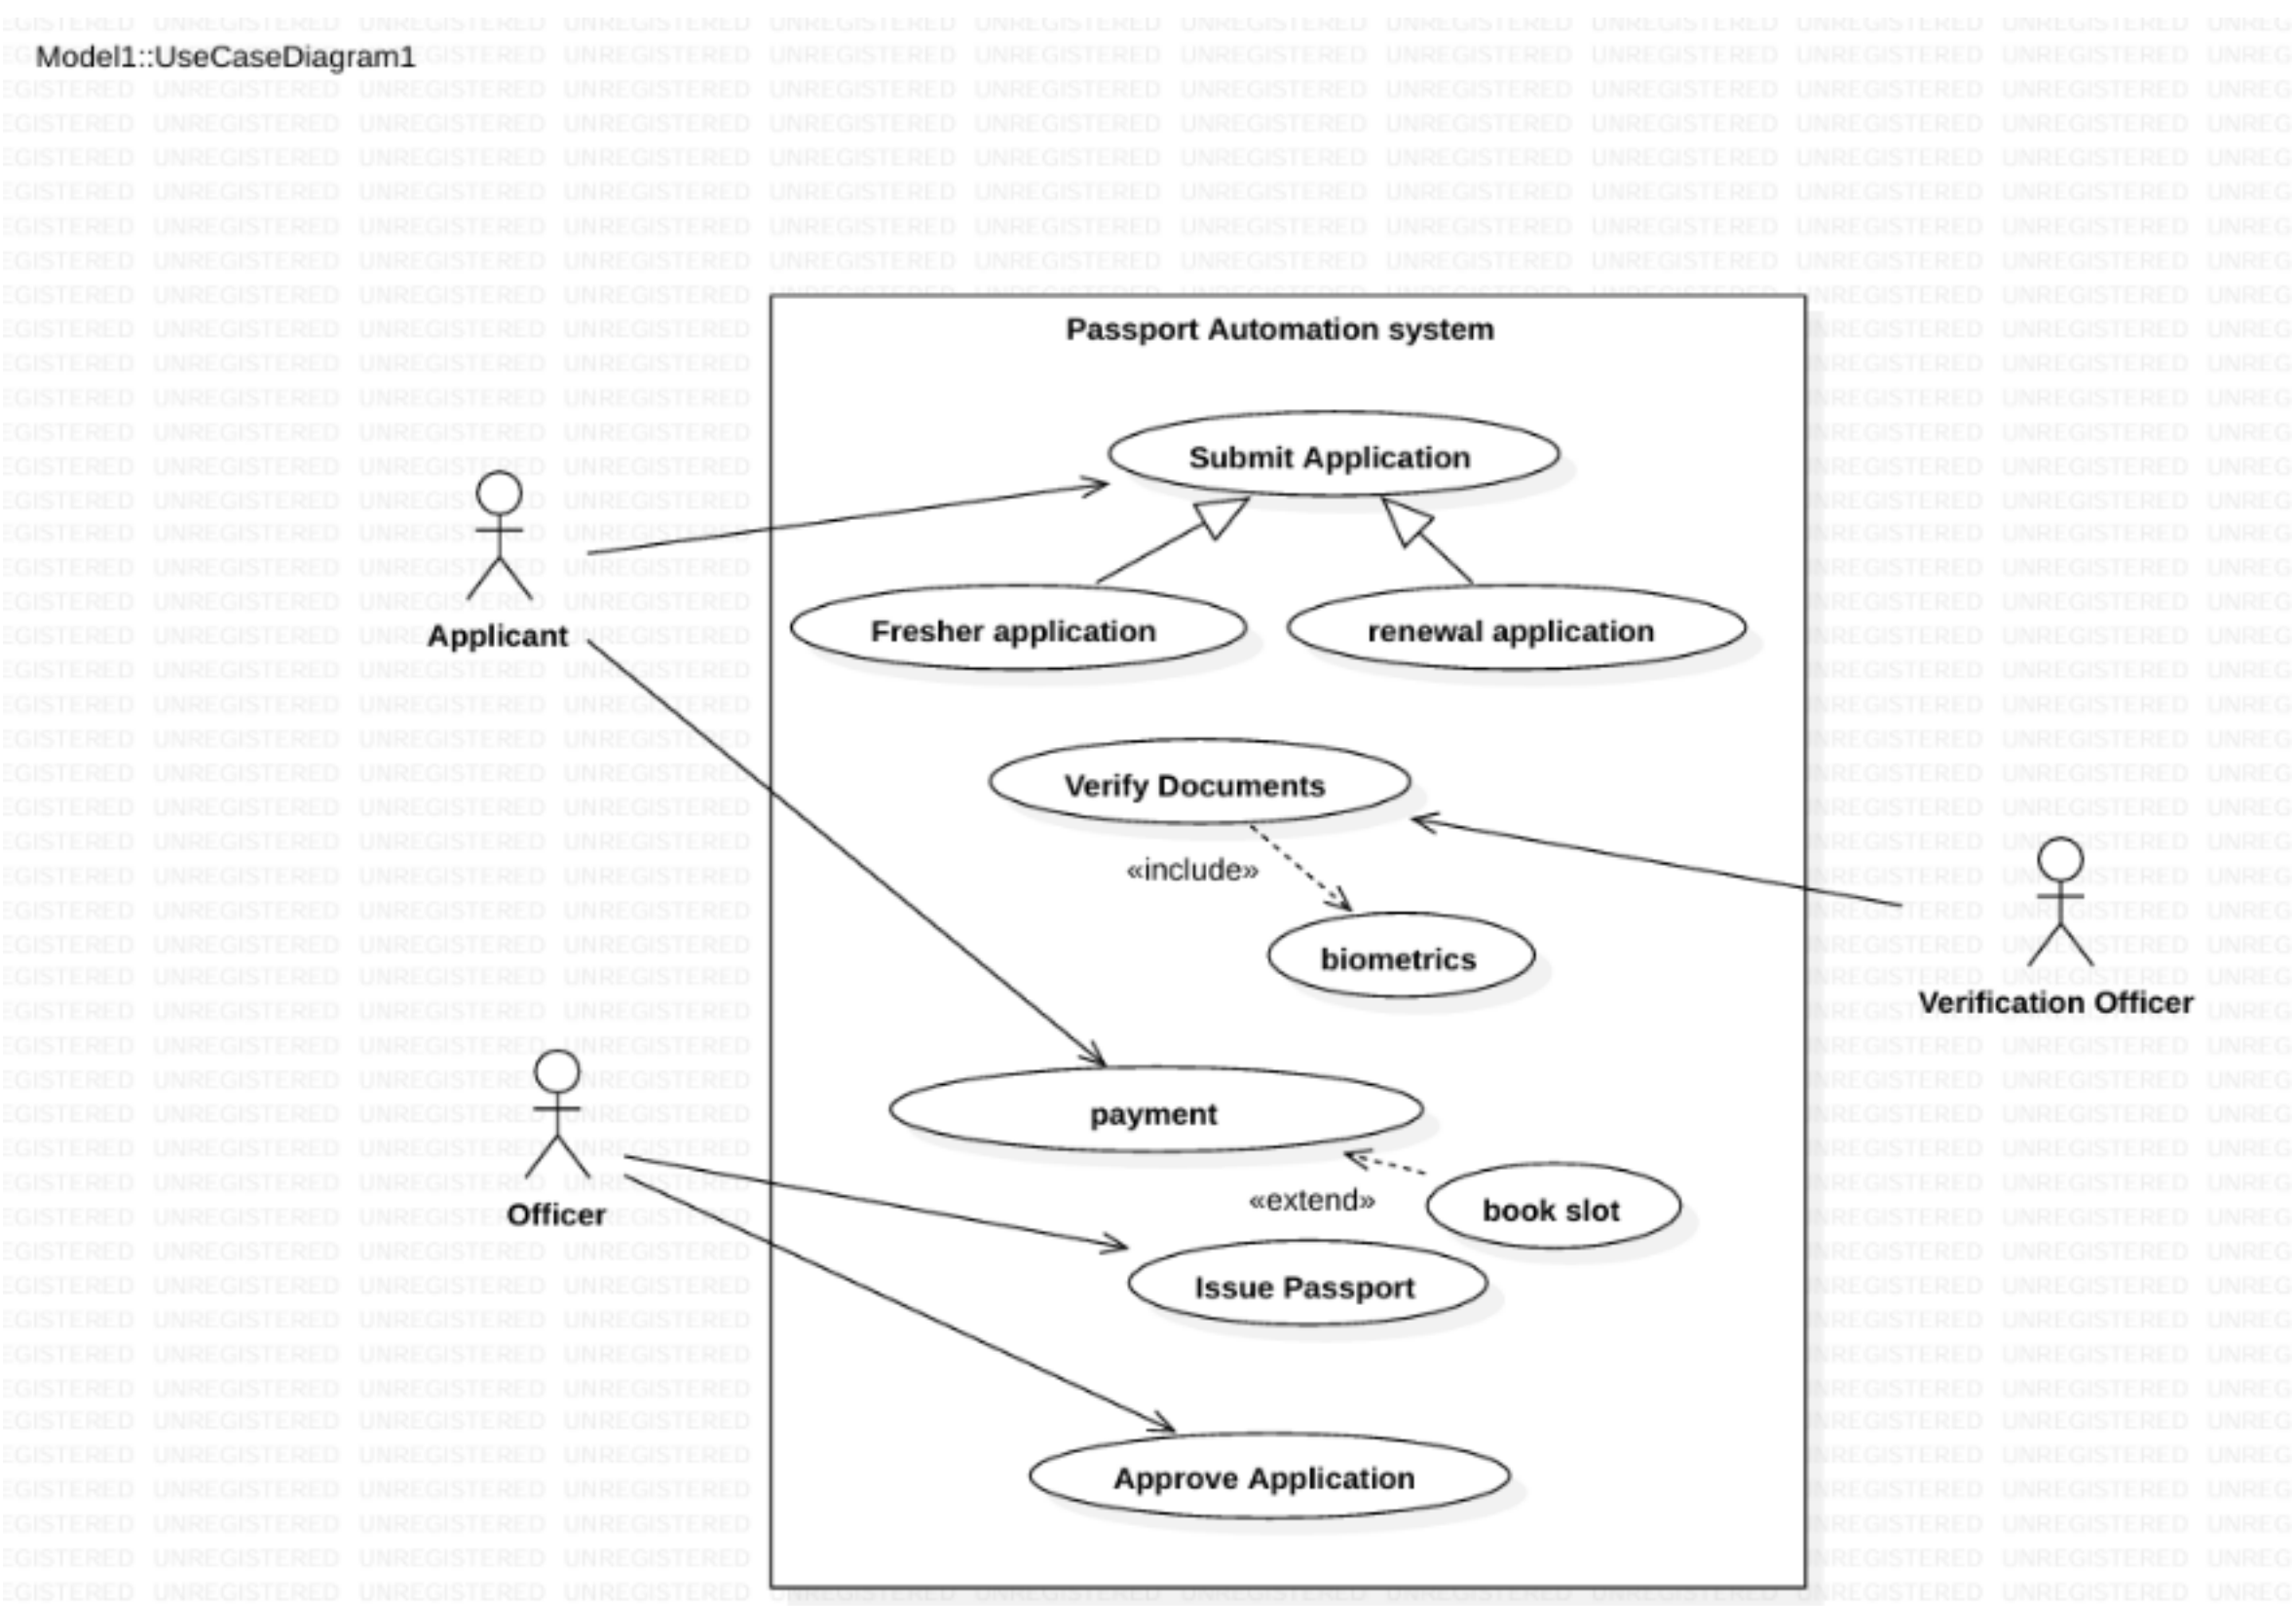 Model1::UseCaseDiagram1
Passport Automation system
Submit Application
Fresher application
renewal application
Applicant
Verify Documents
«include»
biometrics
Verification Officer
payment
«extend»
book slot
Officer
Issue Passport
Approve Application
UNREGISTERED